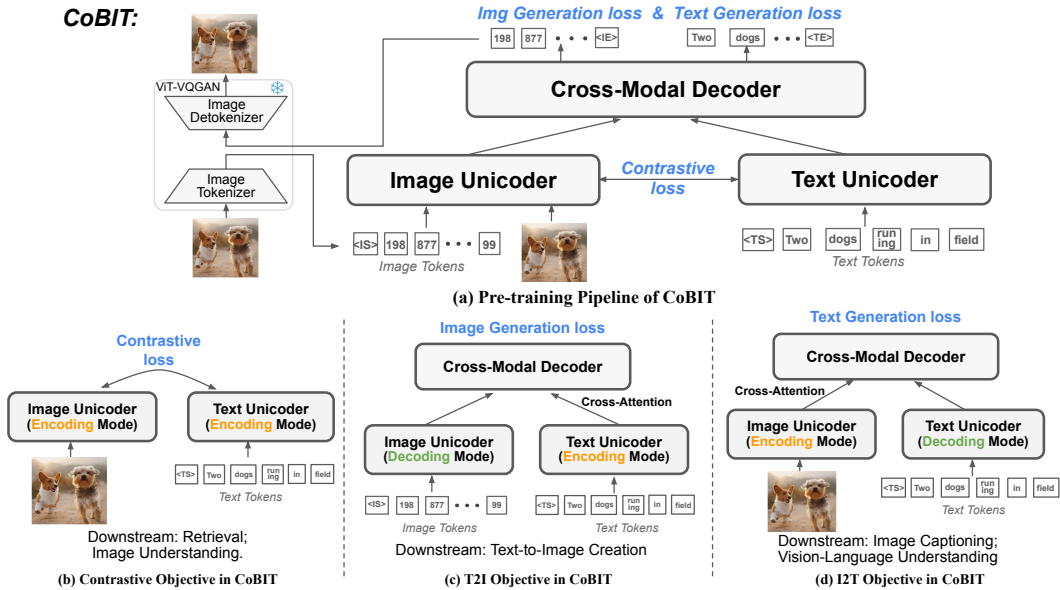 CoBIT:
Img Generation loss & Text Generation loss
198 877 • • • <IE> Two dogs • • • <TE>
ViT-VQGAN
Image
Detokenizer
Cross-Modal Decoder
Image
Tokenizer
Image Unicoder
Contrastive
loss
Text Unicoder
<IS> 198 877 • • • 99
Image Tokens
<TS> Two dogs run
ing in field
Text Tokens
(a) Pre-training Pipeline of CoBIT
Contrastive
loss
Image Unicoder
(Encoding Mode)
Text Unicoder
(Encoding Mode)
<TS> Two dogs run
ing in field
Text Tokens
Downstream: Retrieval;
Image Understanding.
(b) Contrastive Objective in CoBIT
Image Generation loss
Cross-Modal Decoder
Cross-Attention
Image Unicoder
(Decoding Mode)
Text Unicoder
(Encoding Mode)
<IS> 198 877 • • • 99
Image Tokens
<TS> Two dogs run
ing in field
Text Tokens
Downstream: Text-to-Image Creation
(c) T2I Objective in CoBIT
Text Generation loss
Cross-Modal Decoder
Cross-Attention
Image Unicoder
(Encoding Mode)
Text Unicoder
(Decoding Mode)
<TS> Two dogs run
ing in field
Text Tokens
Downstream: Image Captioning;
Vision-Language Understanding
(d) I2T Objective in CoBIT